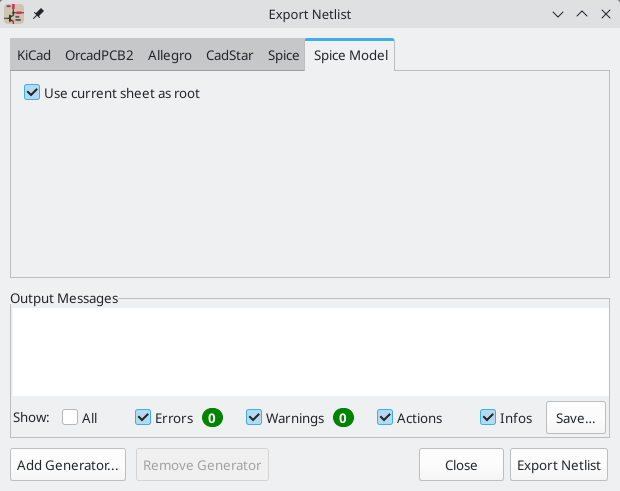 Export Netlist
KiCad OrcadPCB2 Allegro CadStar Spice Spice Model
Use current sheet as root
Output Messages
Show: All Errors 0 Warnings 0 Actions Infos Save...
Add Generator... Remove Generator Close Export Netlist